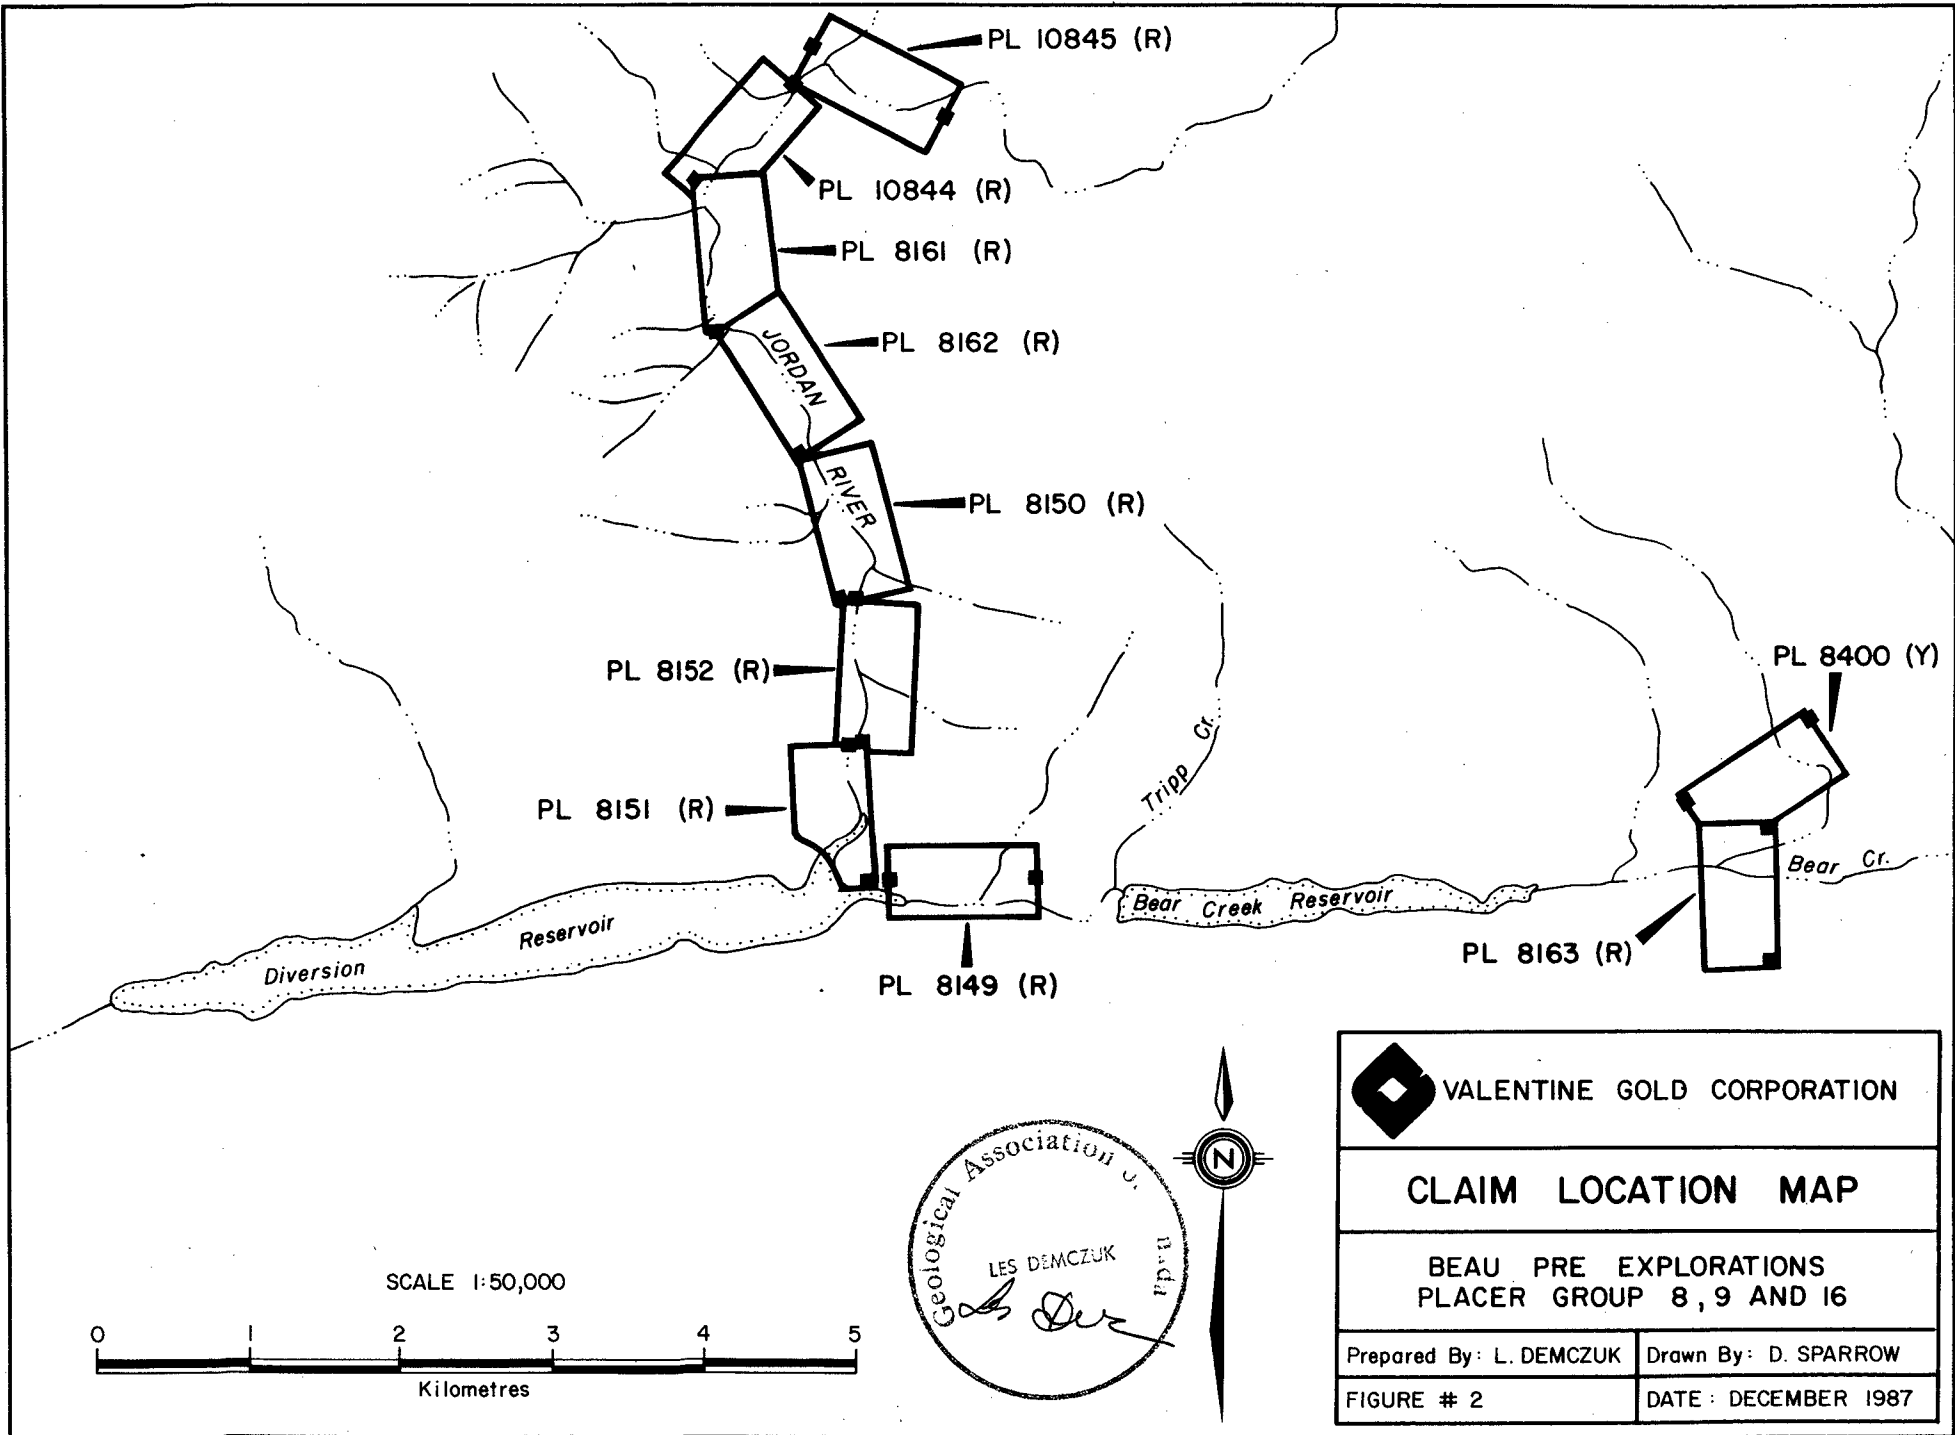 PL 10845 (R)
PL 10844 (R)
PL 8161 (R)
PL 8162 (R)
JORDAN
RIVER
PL 8150 (R)
PL 8152 (R)
PL 8400 (Y)
Tripp Cr.
PL 8151 (R)
Bear Cr.
Bear Creek Reservoir
Diversion Reservoir
PL 8163 (R)
PL 8149 (R)
N
Geological Association
LES DEMCZUK
SCALE 1:50,000
0 1 2 3 4 5
Kilometres
VALENTINE GOLD CORPORATION
CLAIM LOCATION MAP
BEAU PRE EXPLORATIONS
PLACER GROUP 8, 9 AND 16
Prepared By: L. DEMCZUK
Drawn By: D. SPARROW
FIGURE # 2
DATE: DECEMBER 1987